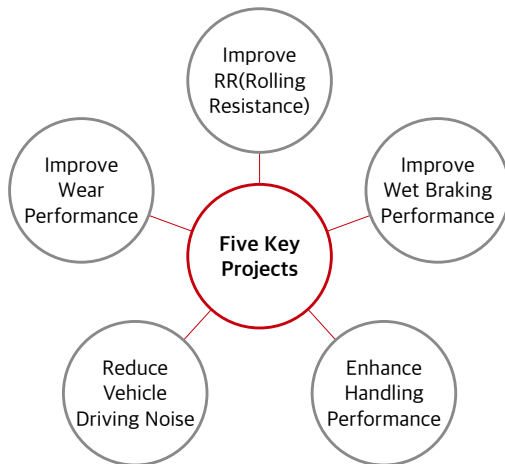 Improve
RR(Rolling
Resistance)
Improve
Wear
Performance
Improve
Wet Braking
Performance
Five Key
Projects
Reduce
Vehicle
Driving Noise
Enhance
Handling
Performance